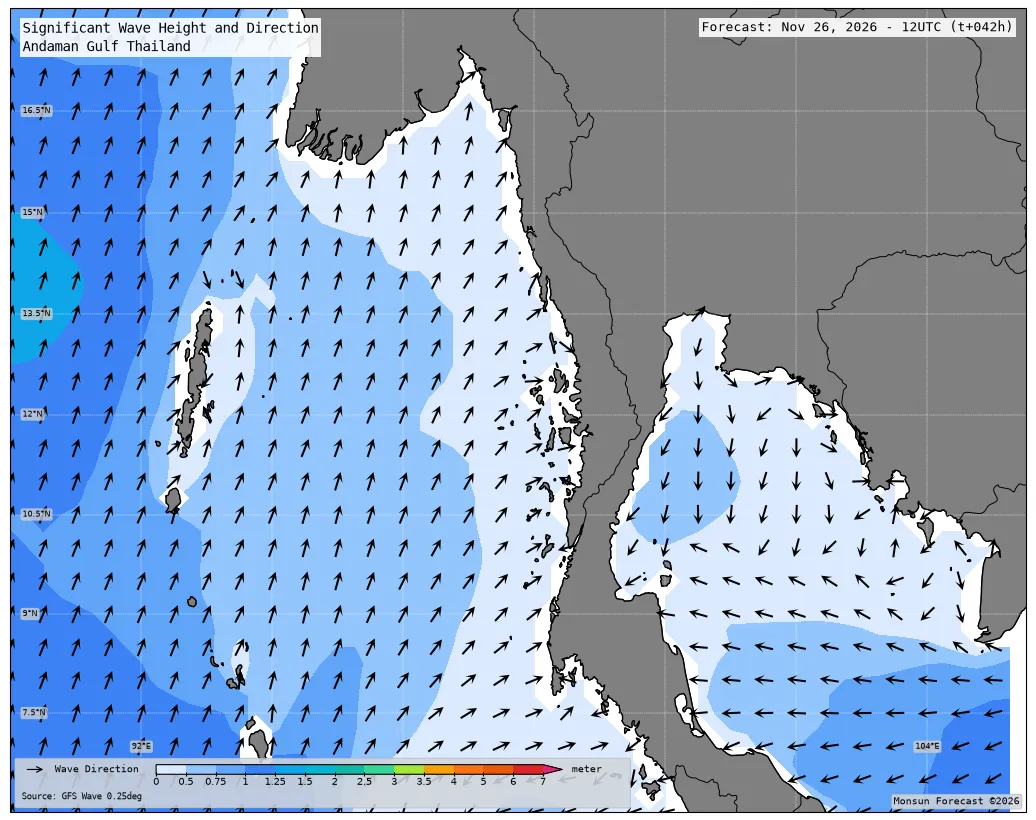 Significant Wave Height and Direction
Andaman Gulf Thailand
Forecast: Nov 26, 2026 - 12UTC (t+042h)
16.5°N
15°N
13.5°N
12°N
10.5°N
9°N
7.5°N
92°E
104°E
Wave Direction
0 0.5 0.75 1 1.25 1.5 2 2.5 3 3.5 4 5 6 7
meter
Source: GFS Wave 0.25deg
Monsun Forecast ©2026